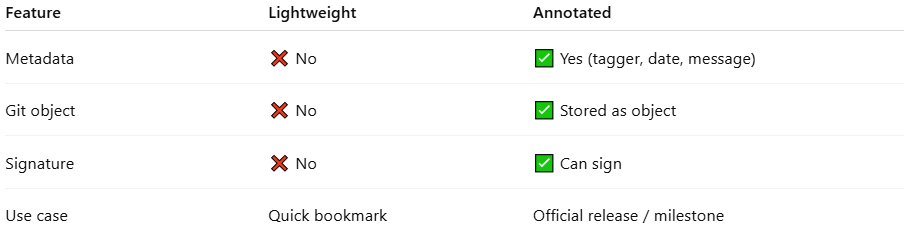 Feature Lightweight Annotated
Metadata ❌ No ✅ Yes (tagger, date, message)
Git object ❌ No ✅ Stored as object
Signature ❌ No ✅ Can sign
Use case Quick bookmark Official release / milestone